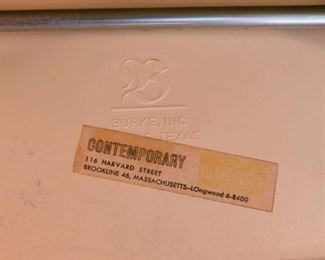 BURKE, INC
TEXAS
CONTEMPORARY
116 HARVARD STREET
BROOKLINE 46, MASSACHUSETTS–LOngwood 6-8400